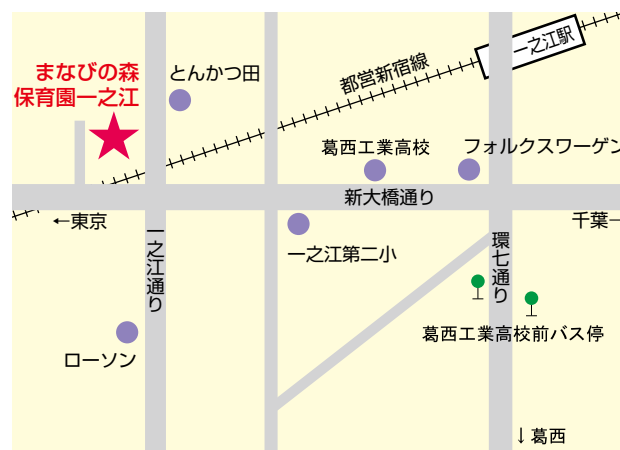 一之江駅
都営新宿線
まなびの森
保育園一之江
とんかつ田
葛西工業高校
フォルクスワーゲン
新大橋通り
←東京
千葉→
一之江通り
一之江第二小
環七通り
ローソン
葛西工業高校前バス停
↓葛西